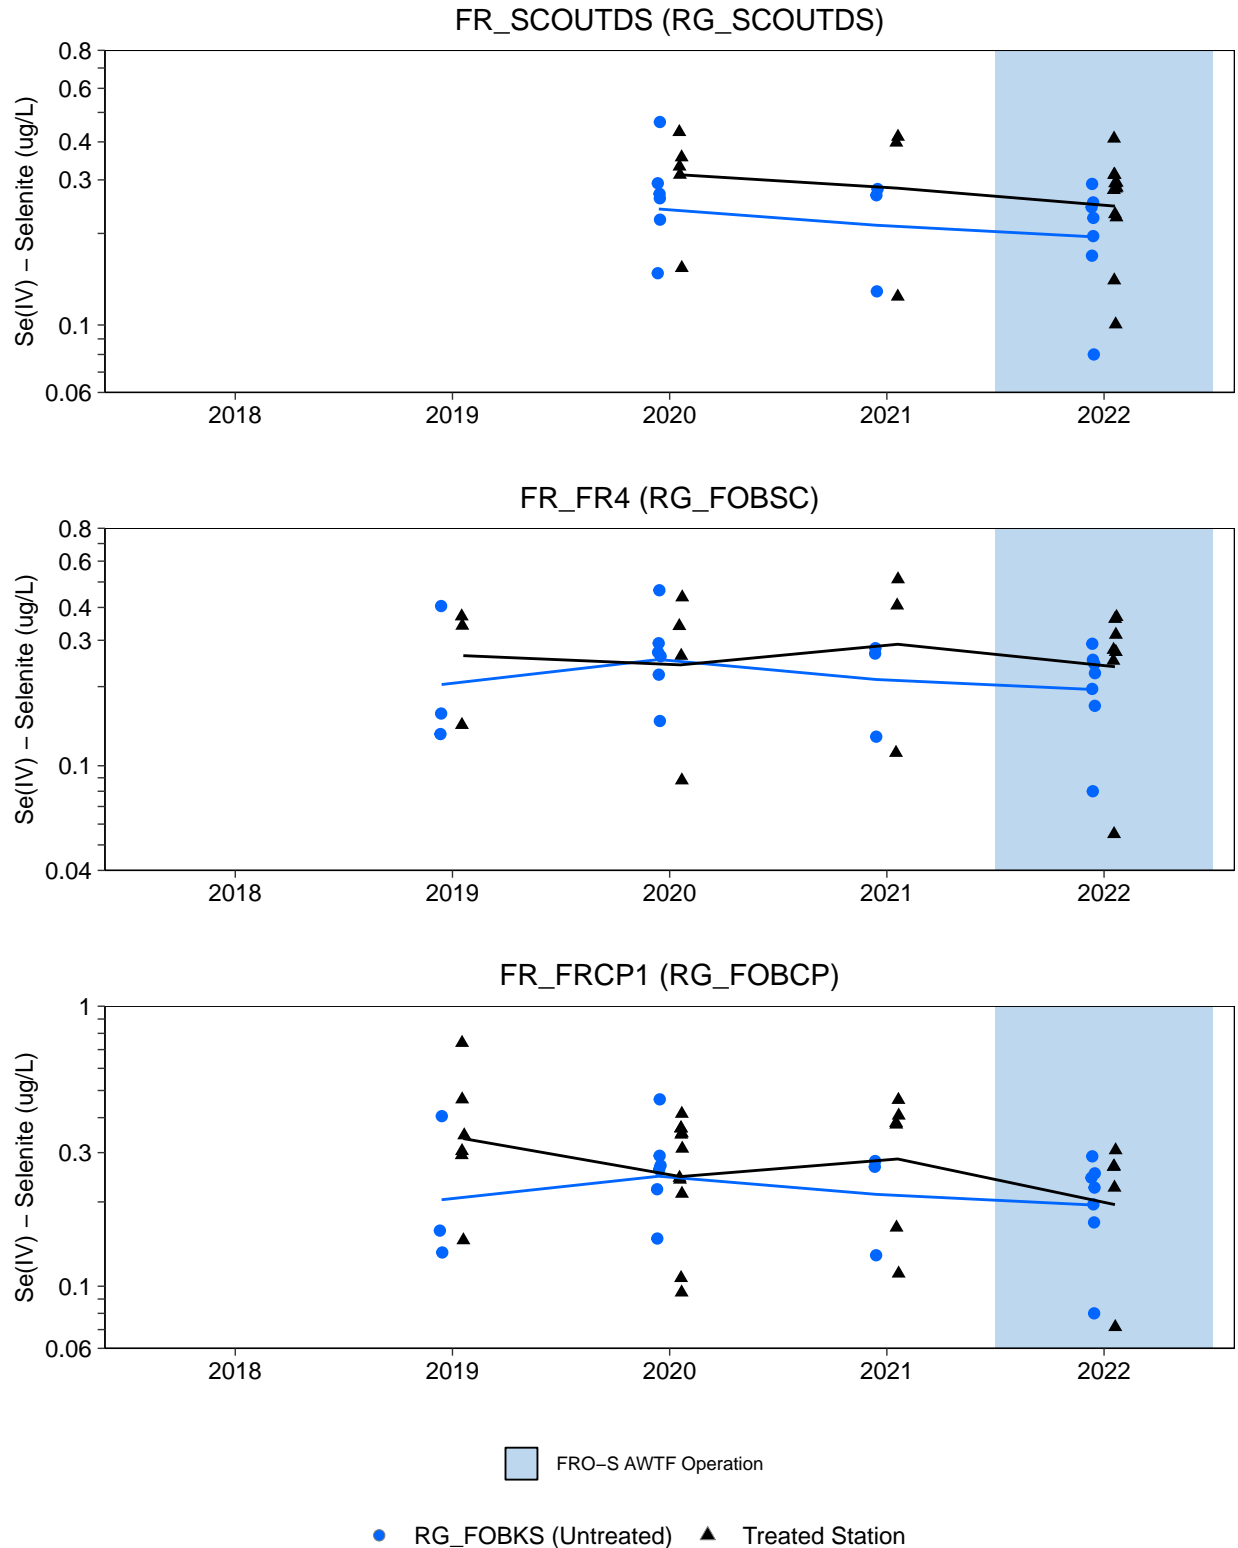 FR_SCOUTDS (RG_SCOUTDS)
Se(IV) − Selenite (ug/L)
0.8
0.6
0.4
0.3
0.1
0.06
2018 2019 2020 2021 2022
FR_FR4 (RG_FOBSC)
Se(IV) − Selenite (ug/L)
0.8
0.6
0.4
0.3
0.1
0.04
2018 2019 2020 2021 2022
FR_FRCP1 (RG_FOBCP)
Se(IV) − Selenite (ug/L)
1
0.3
0.1
0.06
2018 2019 2020 2021 2022
FRO−S AWTF Operation
RG_FOBKS (Untreated) Treated Station